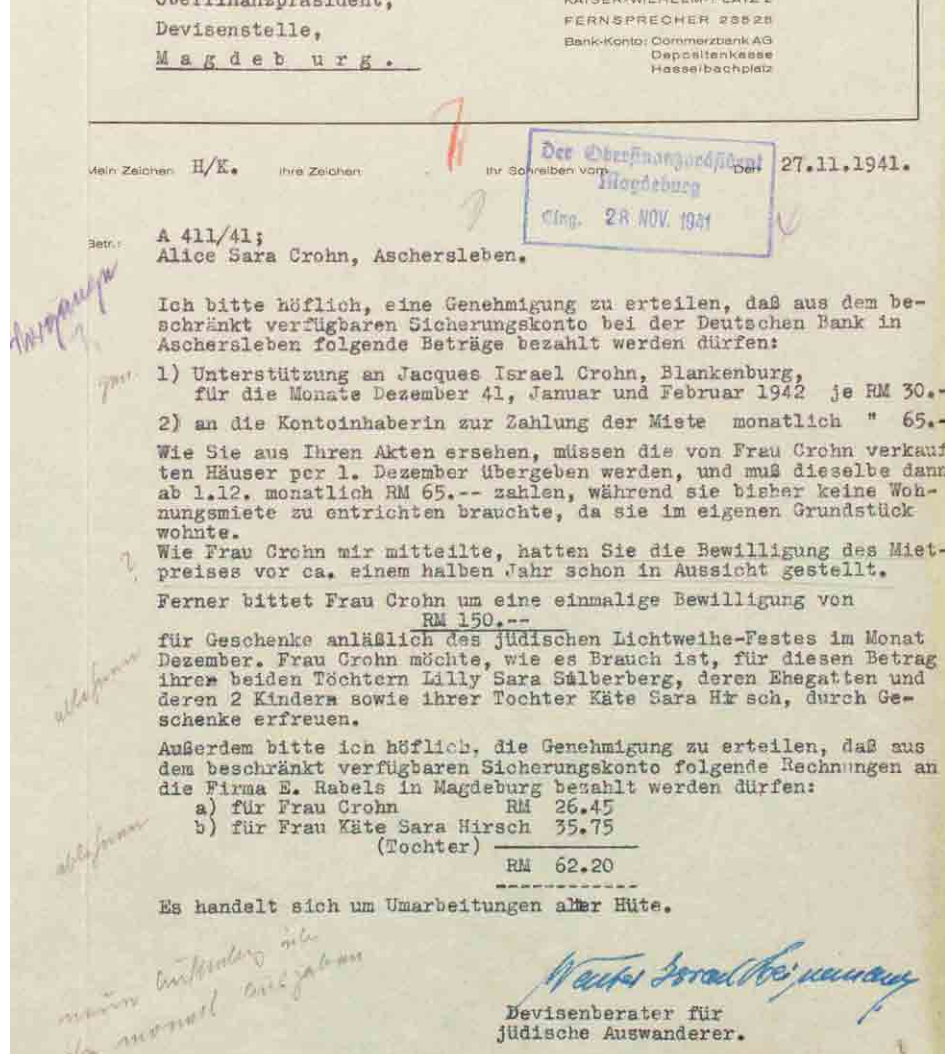 Oberfinanzpräsident,
Devisenstelle,
Magdeburg.
KAISER-WILHELM-PLATZ 2
FERNSPRECHER 23528
Bank-Konto: Commerzbank AG
Depositenkasse
Hasselbachplatz
Mein Zeichen H/K. Ihre Zeichen Ihr Schreiben vom Den 27.11.1941.
Der Oberfinanzpräsident
Magdeburg
Eing. 28 NOV. 1941
Betr.: A 411/41;
Alice Sara Crohn, Aschersleben.
Ich bitte höflich, eine Genehmigung zu erteilen, daß aus dem be-
schränkt verfügbaren Sicherungskonto bei der Deutschen Bank in
Aschersleben folgende Beträge bezahlt werden dürfen:
1) Unterstützung an Jacques Israel Crohn, Blankenburg,
für die Monate Dezember 41, Januar und Februar 1942 je RM 30.-
2) an die Kontoinhaberin zur Zahlung der Miete monatlich " 65.-
Wie Sie aus Ihren Akten ersehen, müssen die von Frau Crohn verkauf
ten Häuser per 1. Dezember übergeben werden, und muß dieselbe dann
ab 1.12. monatlich RM 65.-- zahlen, während sie bisher keine Woh-
nungsmiete zu entrichten brauchte, da sie im eigenen Grundstück
wohnte.
Wie Frau Crohn mir mitteilte, hatten Sie die Bewilligung des Miet-
preises vor ca. einem halben Jahr schon in Aussicht gestellt.
Ferner bittet Frau Crohn um eine einmalige Bewilligung von
RM 150.--
für Geschenke anläßlich des jüdischen Lichtweihe-Festes im Monat
Dezember. Frau Crohn möchte, wie es Brauch ist, für diesen Betrag
ihren beiden Töchtern Lilly Sara Silberberg, deren Ehegatten und
deren 2 Kindern sowie ihrer Tochter Käte Sara Hirsch, durch Ge-
schenke erfreuen.
Außerdem bitte ich höflich, die Genehmigung zu erteilen, daß aus
dem beschränkt verfügbaren Sicherungskonto folgende Rechnungen an
die Firma E. Rabels in Magdeburg bezahlt werden dürfen:
a) für Frau Crohn RM 26.45
b) für Frau Käte Sara Hirsch 35.75
(Tochter)
RM 62.20
Es handelt sich um Umarbeitungen alter Hüte.
Devisenberater für
jüdische Auswanderer.